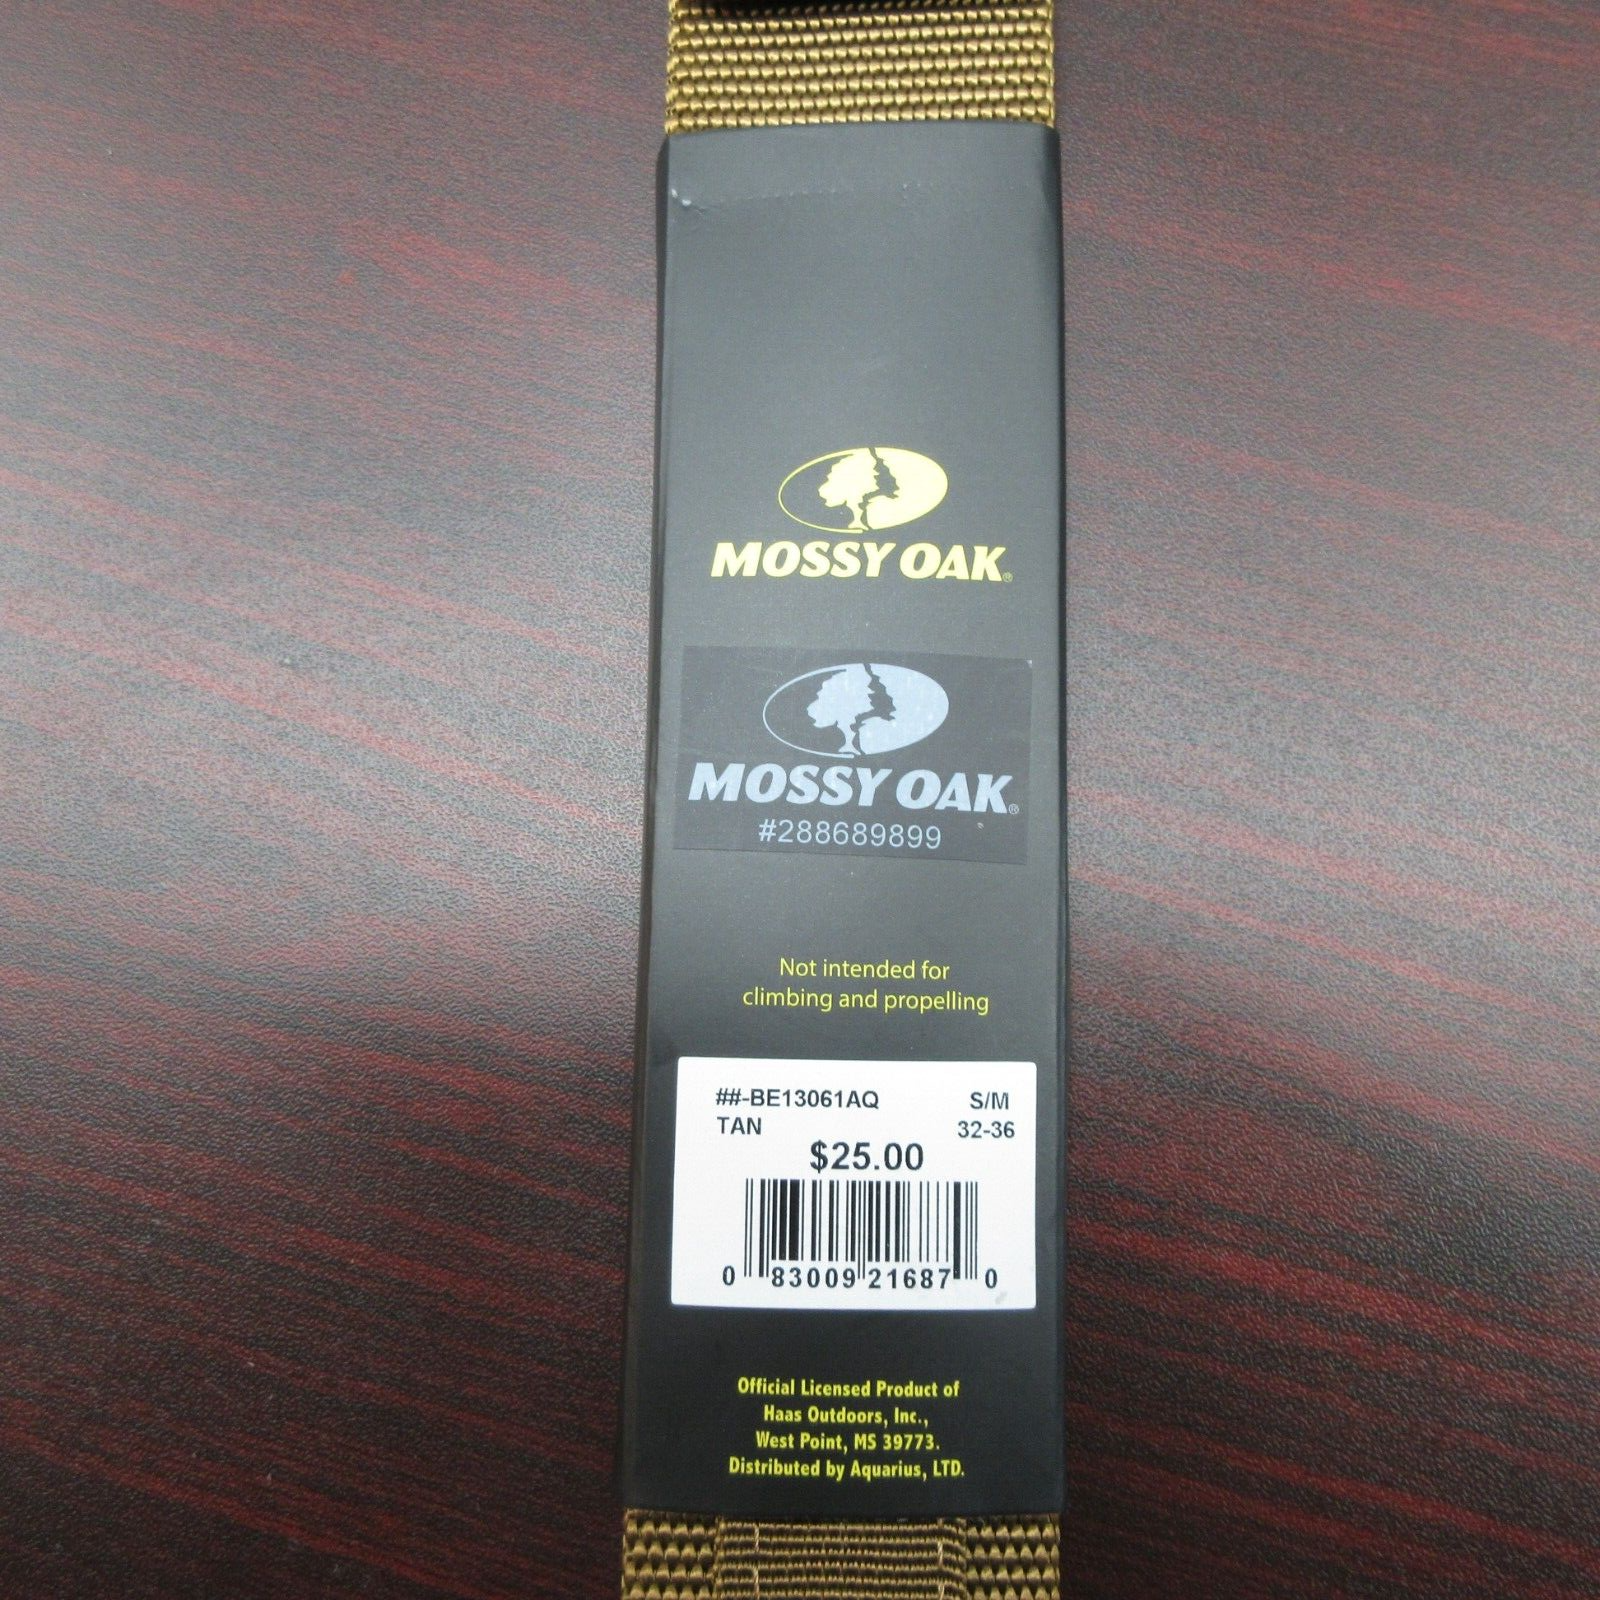 MOSSY OAK®
MOSSY OAK®
#288689899
Not intended for
climbing and propelling
##-BE13061AQ S/M
TAN 32-36
$25.00
0 83009 21687 0
Official Licensed Product of
Haas Outdoors, Inc.,
West Point, MS 39773.
Distributed by Aquarius, LTD.